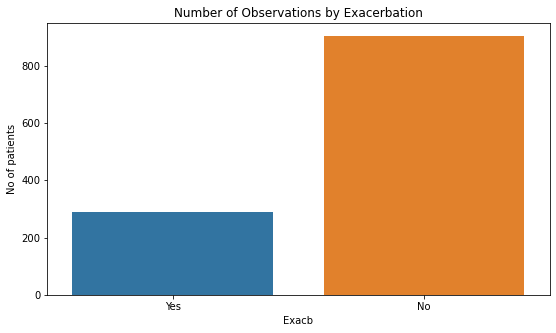 Number of Observations by Exacerbation
No of patients
800
600
400
200
0
Yes
No
Exacb